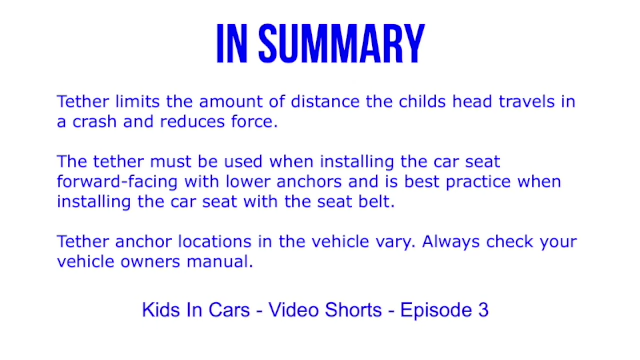 IN SUMMARY
Tether limits the amount of distance the childs head travels in
a crash and reduces force.
The tether must be used when installing the car seat
forward-facing with lower anchors and is best practice when
installing the car seat with the seat belt.
Tether anchor locations in the vehicle vary. Always check your
vehicle owners manual.
Kids In Cars - Video Shorts - Episode 3